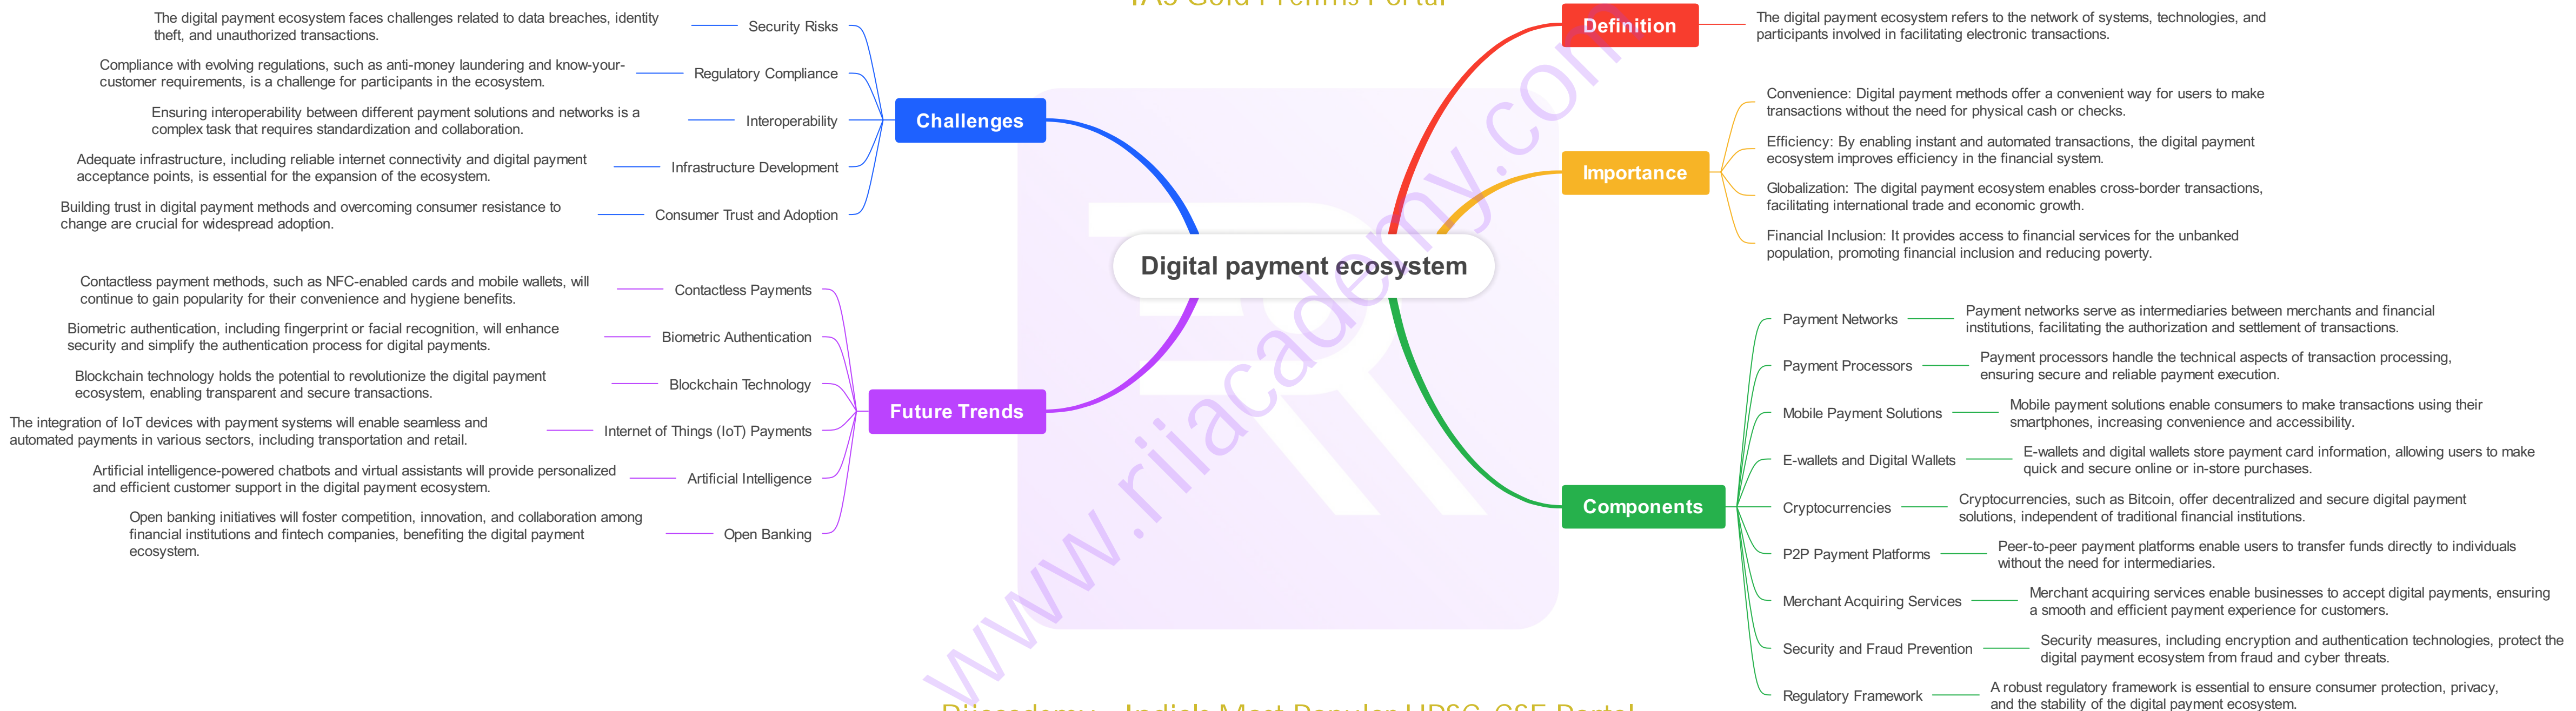 IAS Gold Prelims Portal
Digital payment ecosystem
Definition
The digital payment ecosystem refers to the network of systems, technologies, and
participants involved in facilitating electronic transactions.
Importance
Convenience: Digital payment methods offer a convenient way for users to make
transactions without the need for physical cash or checks.
Efficiency: By enabling instant and automated transactions, the digital payment
ecosystem improves efficiency in the financial system.
Globalization: The digital payment ecosystem enables cross-border transactions,
facilitating international trade and economic growth.
Financial Inclusion: It provides access to financial services for the unbanked
population, promoting financial inclusion and reducing poverty.
Components
Payment Networks
Payment networks serve as intermediaries between merchants and financial
institutions, facilitating the authorization and settlement of transactions.
Payment Processors
Payment processors handle the technical aspects of transaction processing,
ensuring secure and reliable payment execution.
Mobile Payment Solutions
Mobile payment solutions enable consumers to make transactions using their
smartphones, increasing convenience and accessibility.
E-wallets and Digital Wallets
E-wallets and digital wallets store payment card information, allowing users to make
quick and secure online or in-store purchases.
Cryptocurrencies
Cryptocurrencies, such as Bitcoin, offer decentralized and secure digital payment
solutions, independent of traditional financial institutions.
P2P Payment Platforms
Peer-to-peer payment platforms enable users to transfer funds directly to individuals
without the need for intermediaries.
Merchant Acquiring Services
Merchant acquiring services enable businesses to accept digital payments, ensuring
a smooth and efficient payment experience for customers.
Security and Fraud Prevention
Security measures, including encryption and authentication technologies, protect the
digital payment ecosystem from fraud and cyber threats.
Regulatory Framework
A robust regulatory framework is essential to ensure consumer protection, privacy,
and the stability of the digital payment ecosystem.
Challenges
Security Risks
The digital payment ecosystem faces challenges related to data breaches, identity
theft, and unauthorized transactions.
Regulatory Compliance
Compliance with evolving regulations, such as anti-money laundering and know-your-
customer requirements, is a challenge for participants in the ecosystem.
Interoperability
Ensuring interoperability between different payment solutions and networks is a
complex task that requires standardization and collaboration.
Infrastructure Development
Adequate infrastructure, including reliable internet connectivity and digital payment
acceptance points, is essential for the expansion of the ecosystem.
Consumer Trust and Adoption
Building trust in digital payment methods and overcoming consumer resistance to
change are crucial for widespread adoption.
Future Trends
Contactless Payments
Contactless payment methods, such as NFC-enabled cards and mobile wallets, will
continue to gain popularity for their convenience and hygiene benefits.
Biometric Authentication
Biometric authentication, including fingerprint or facial recognition, will enhance
security and simplify the authentication process for digital payments.
Blockchain Technology
Blockchain technology holds the potential to revolutionize the digital payment
ecosystem, enabling transparent and secure transactions.
Internet of Things (IoT) Payments
The integration of IoT devices with payment systems will enable seamless and
automated payments in various sectors, including transportation and retail.
Artificial Intelligence
Artificial intelligence-powered chatbots and virtual assistants will provide personalized
and efficient customer support in the digital payment ecosystem.
Open Banking
Open banking initiatives will foster competition, innovation, and collaboration among
financial institutions and fintech companies, benefiting the digital payment
ecosystem.
www.rijiacademy.com
Most Popular UPSC-CSE Portal